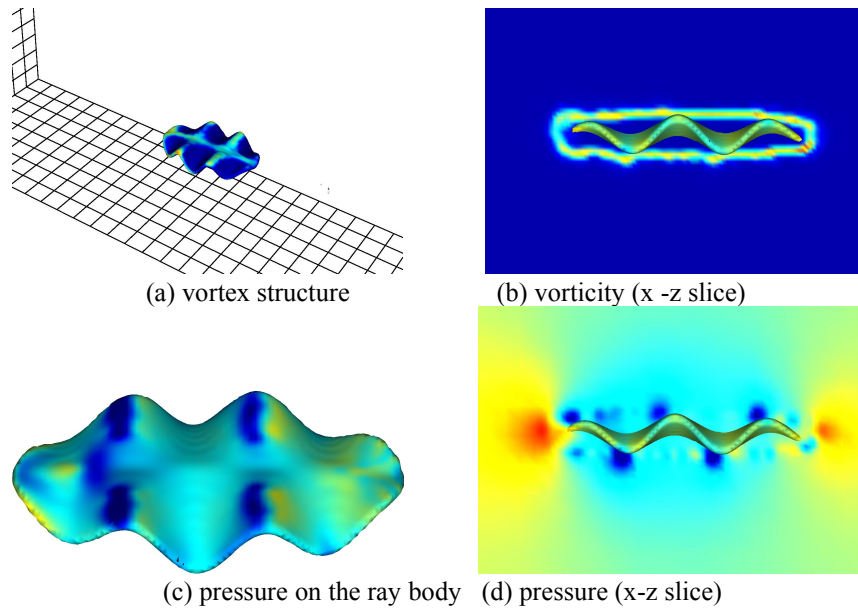 (a) vortex structure
(b) vorticity (x -z slice)
(c) pressure on the ray body
(d) pressure (x-z slice)